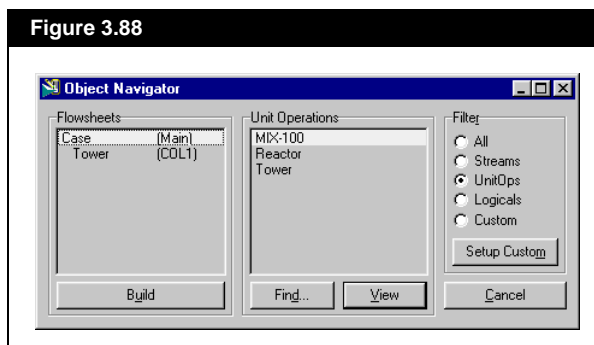 Figure 3.88
Object Navigator
Flowsheets
Case (Main)
Tower (COL1)
Build
Unit Operations
MIX-100
Reactor
Tower
Find...
View
Filter
All
Streams
UnitOps
Logicals
Custom
Setup Custom
Cancel